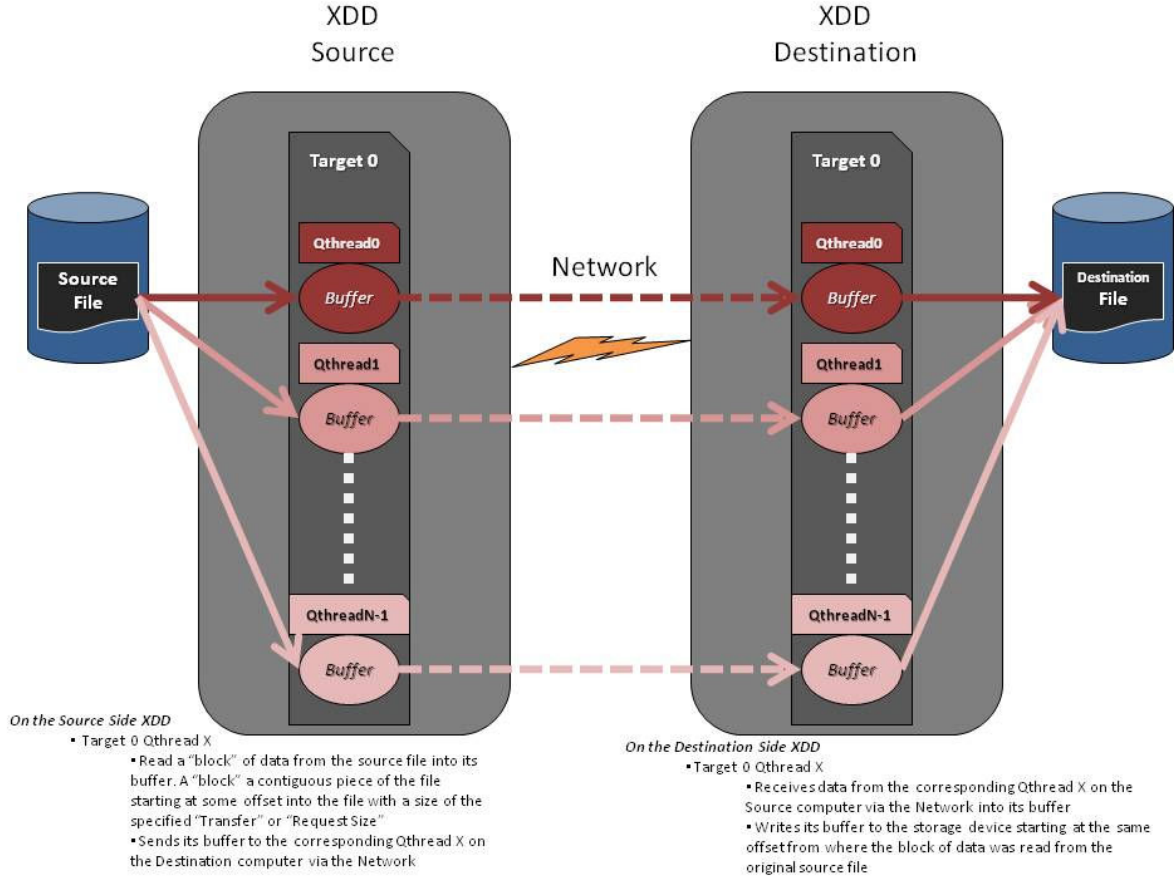 XDD
Source
XDD
Destination
Target 0
Target 0
Qthread0
Qthread0
Source
File
Buffer
Network
Buffer
Destination
File
Qthread1
Qthread1
Buffer
Buffer
QthreadN-1
QthreadN-1
Buffer
Buffer
On the Source Side XDD
▪ Target 0 Qthread X
▪ Read a “block” of data from the source file into its
buffer. A “block” a contiguous piece of the file
starting at some offset into the file with a size of the
specified “Transfer” or “Request Size”
▪ Sends its buffer to the corresponding Qthread X on
the Destination computer via the Network
On the Destination Side XDD
▪ Target 0 Qthread X
▪ Receives data from the corresponding Qthread X on the
Source computer via the Network into its buffer
▪ Writes its buffer to the storage device starting at the same
offset from where the block of data was read from the
original source file